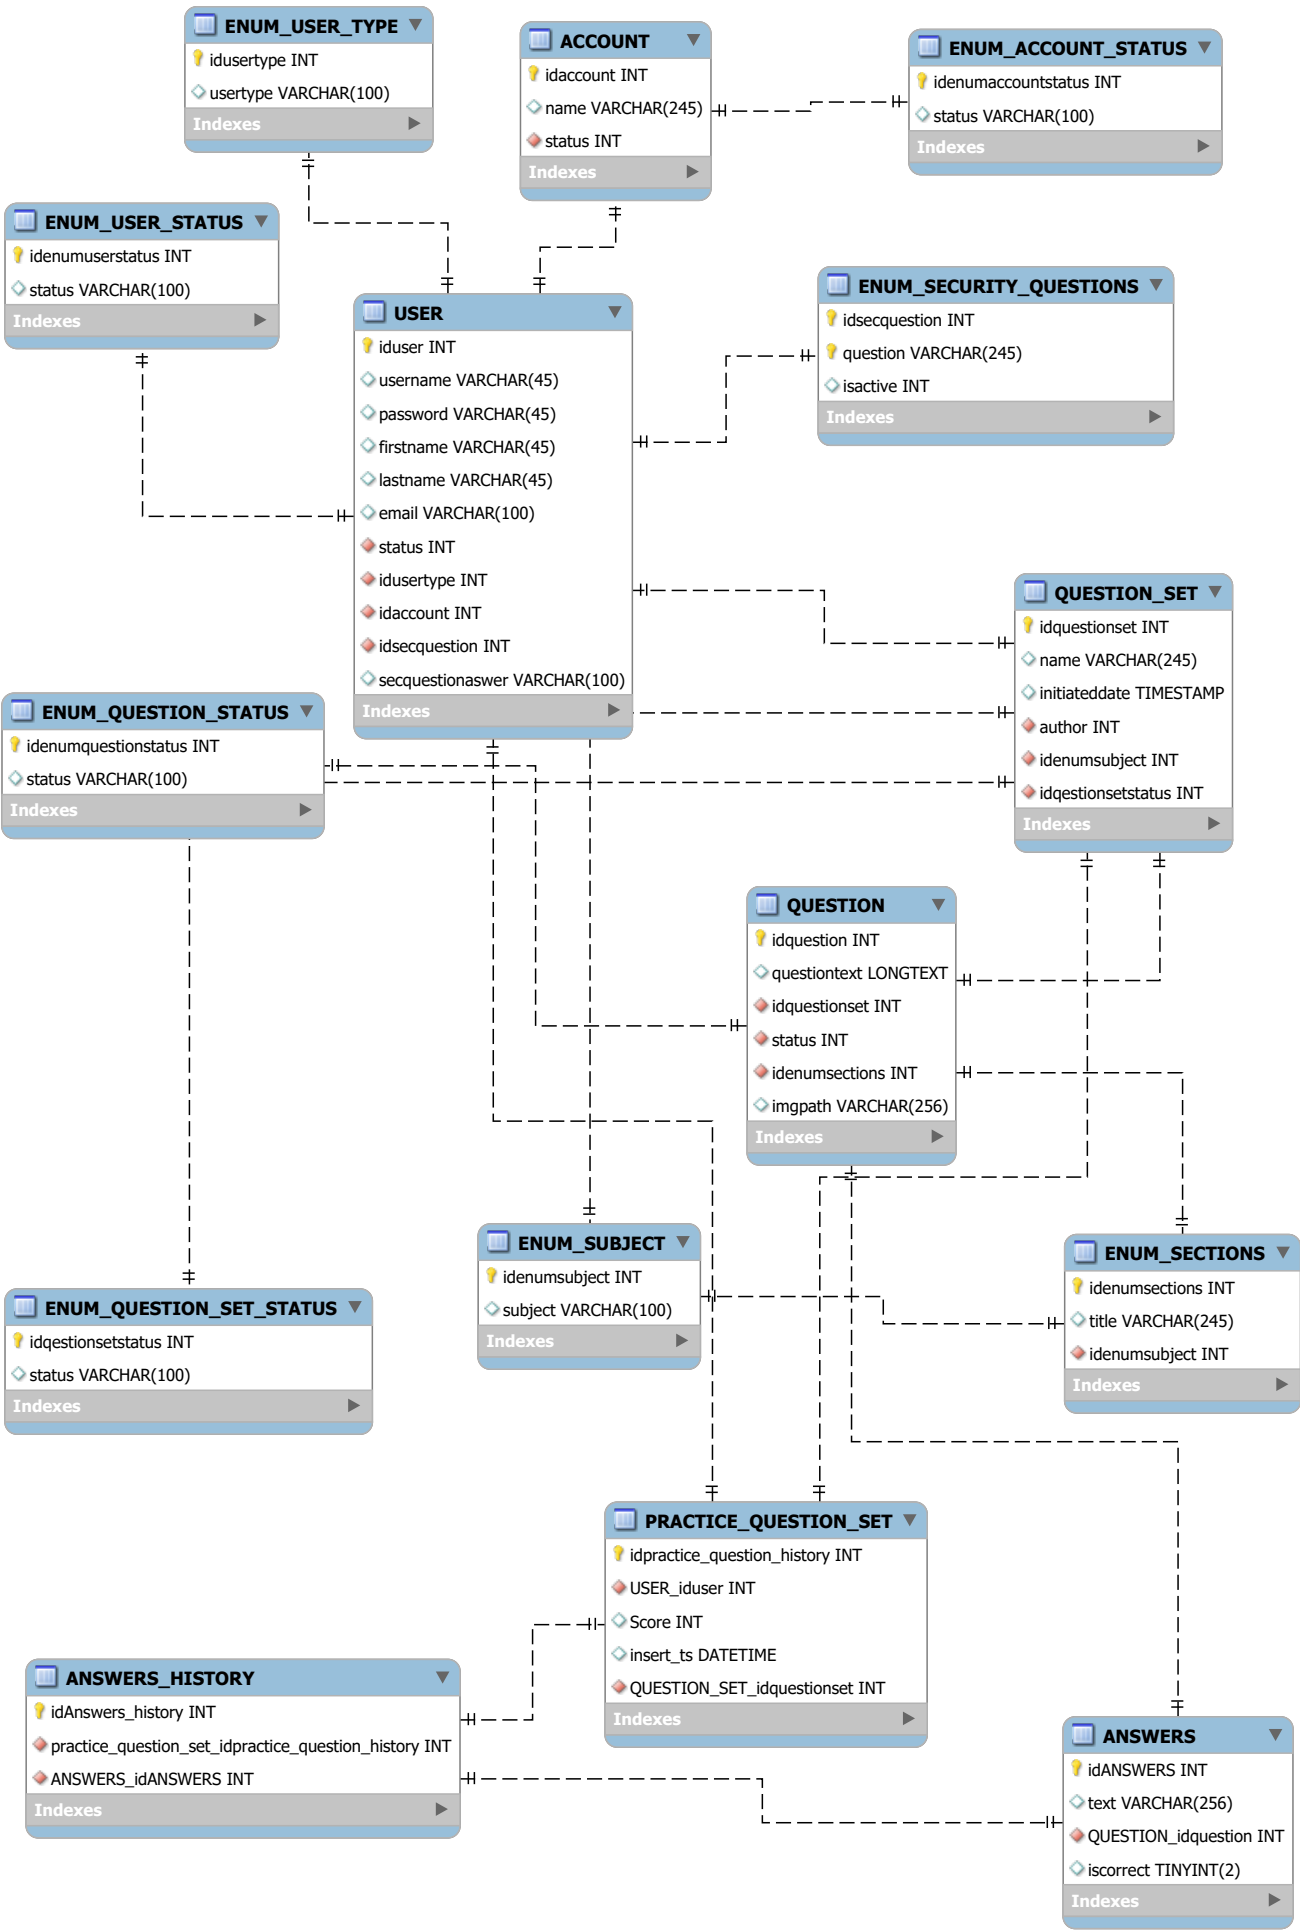 ENUM_USER_TYPE
idusertype INT
usertype VARCHAR(100)
Indexes
ACCOUNT
idaccount INT
name VARCHAR(245)
status INT
Indexes
ENUM_ACCOUNT_STATUS
idenumaccountstatus INT
status VARCHAR(100)
Indexes
ENUM_USER_STATUS
idenumuserstatus INT
status VARCHAR(100)
Indexes
USER
iduser INT
username VARCHAR(45)
password VARCHAR(45)
firstname VARCHAR(45)
lastname VARCHAR(45)
email VARCHAR(100)
status INT
idusertype INT
idaccount INT
idsecquestion INT
secquestionaswer VARCHAR(100)
Indexes
ENUM_SECURITY_QUESTIONS
idsecquestion INT
question VARCHAR(245)
isactive INT
Indexes
QUESTION_SET
idquestionset INT
name VARCHAR(245)
initiateddate TIMESTAMP
author INT
idenumsubject INT
idqestionsetstatus INT
Indexes
ENUM_QUESTION_STATUS
idenumquestionstatus INT
status VARCHAR(100)
Indexes
QUESTION
idquestion INT
questiontext LONGTEXT
idquestionset INT
status INT
idenumsections INT
imgpath VARCHAR(256)
Indexes
ENUM_SUBJECT
idenumsubject INT
subject VARCHAR(100)
Indexes
ENUM_SECTIONS
idenumsections INT
title VARCHAR(245)
idenumsubject INT
Indexes
ENUM_QUESTION_SET_STATUS
idqestionsetstatus INT
status VARCHAR(100)
Indexes
PRACTICE_QUESTION_SET
idpractice_question_history INT
USER_iduser INT
Score INT
insert_ts DATETIME
QUESTION_SET_idquestionset INT
Indexes
ANSWERS_HISTORY
idAnswers_history INT
practice_question_set_idpractice_question_history INT
ANSWERS_idANSWERS INT
Indexes
ANSWERS
idANSWERS INT
text VARCHAR(256)
QUESTION_idquestion INT
iscorrect TINYINT(2)
Indexes